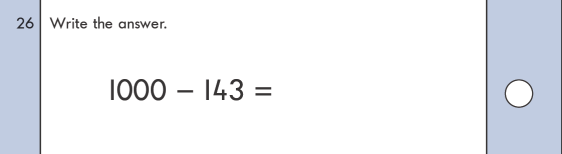 26 Write the answer.
1000 – 143 =